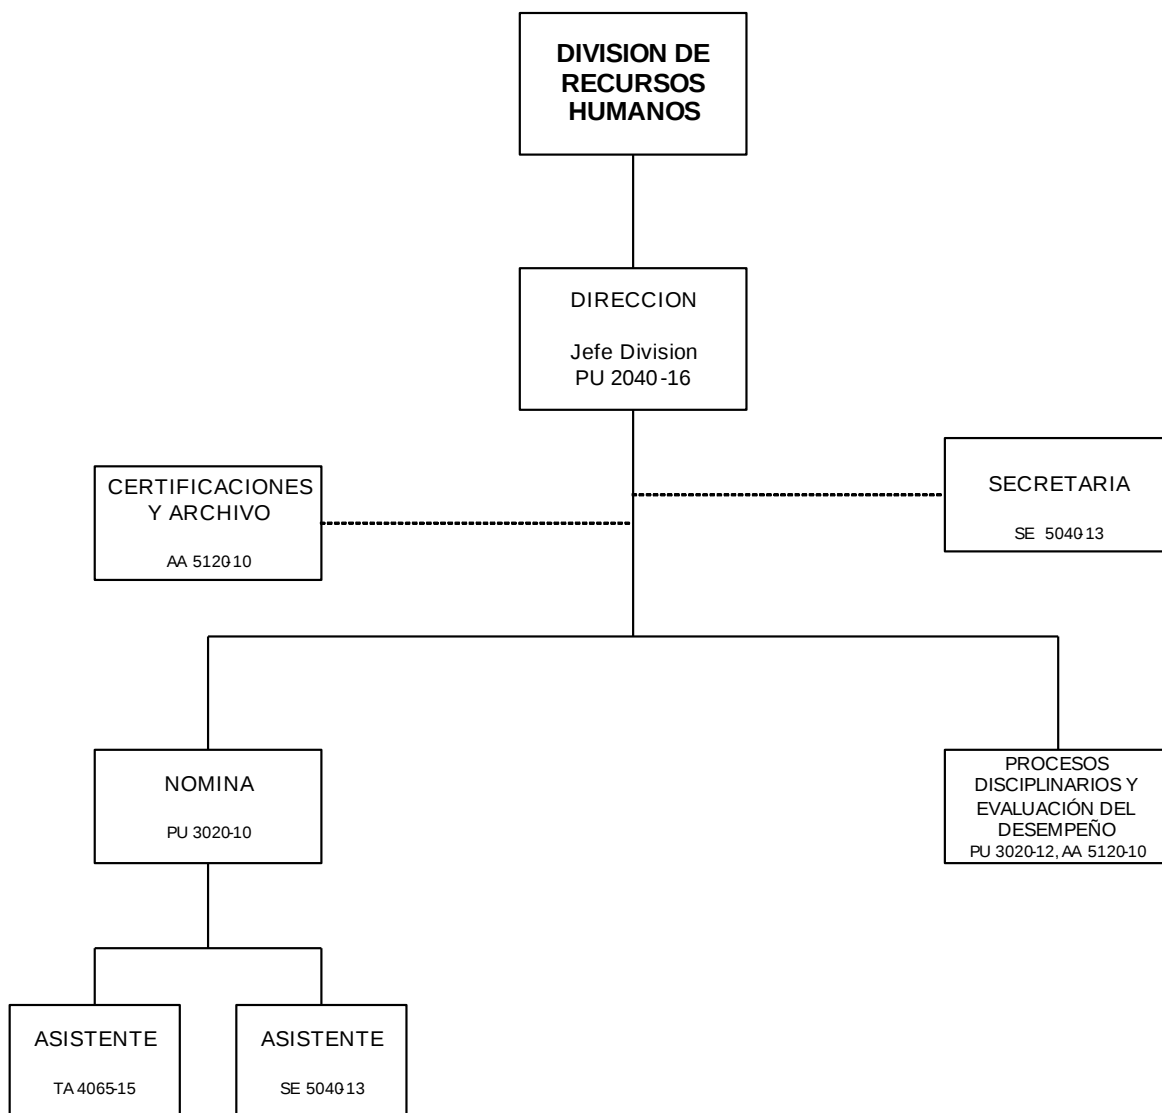 DIVISION DE
RECURSOS
HUMANOS
DIRECCION
Jefe Division
PU 2040-16
CERTIFICACIONES
Y ARCHIVO
AA 5120-10
SECRETARIA
SE 5040-13
NOMINA
PU 3020-10
PROCESOS
DISCIPLINARIOS Y
EVALUACIÓN DEL
DESEMPEÑO
PU 3020-12, AA 5120-10
ASISTENTE
TA 4065-15
ASISTENTE
SE 5040-13